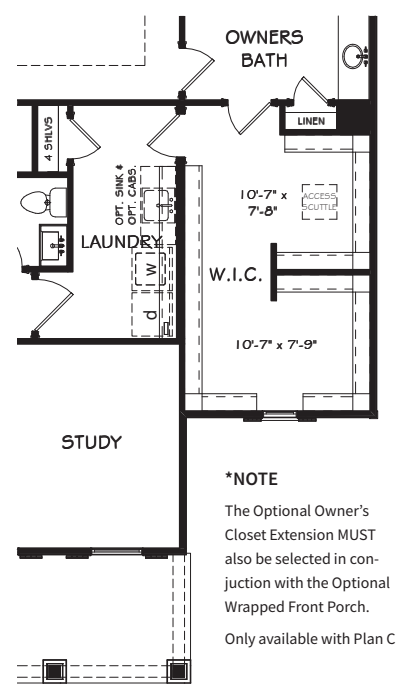 OWNERS
BATH
4 SHLVS
LINEN
OPT. SINK &
OPT. CABS.
10'-7" x
7'-8"
ACCESS
SCUTTLE
LAUNDRY
W
W.I.C.
d
10'-7" x 7'-9"
STUDY
*NOTE
The Optional Owner's
Closet Extension MUST
also be selected in con-
juction with the Optional
Wrapped Front Porch.
Only available with Plan C